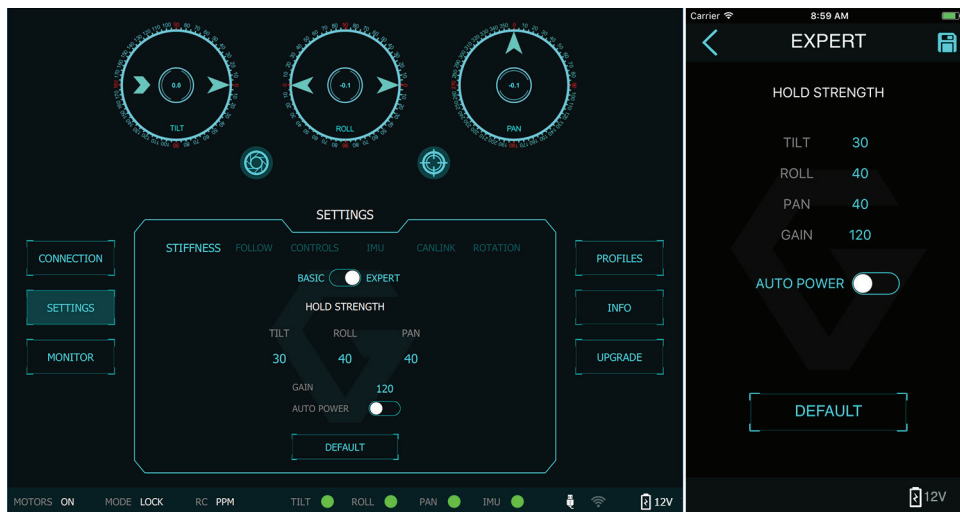 0.0
TILT
-0.1
ROLL
-0.1
PAN
SETTINGS
STIFFNESS FOLLOW CONTROLS IMU CANLINK ROTATION
BASIC EXPERT
HOLD STRENGTH
TILT ROLL PAN
30 40 40
GAIN 120
AUTO POWER
DEFAULT
CONNECTION
SETTINGS
MONITOR
PROFILES
INFO
UPGRADE
MOTORS ON MODE LOCK RC PPM TILT ROLL PAN IMU 12V
Carrier 8:59 AM
EXPERT
HOLD STRENGTH
TILT 30
ROLL 40
PAN 40
GAIN 120
AUTO POWER
DEFAULT
12V